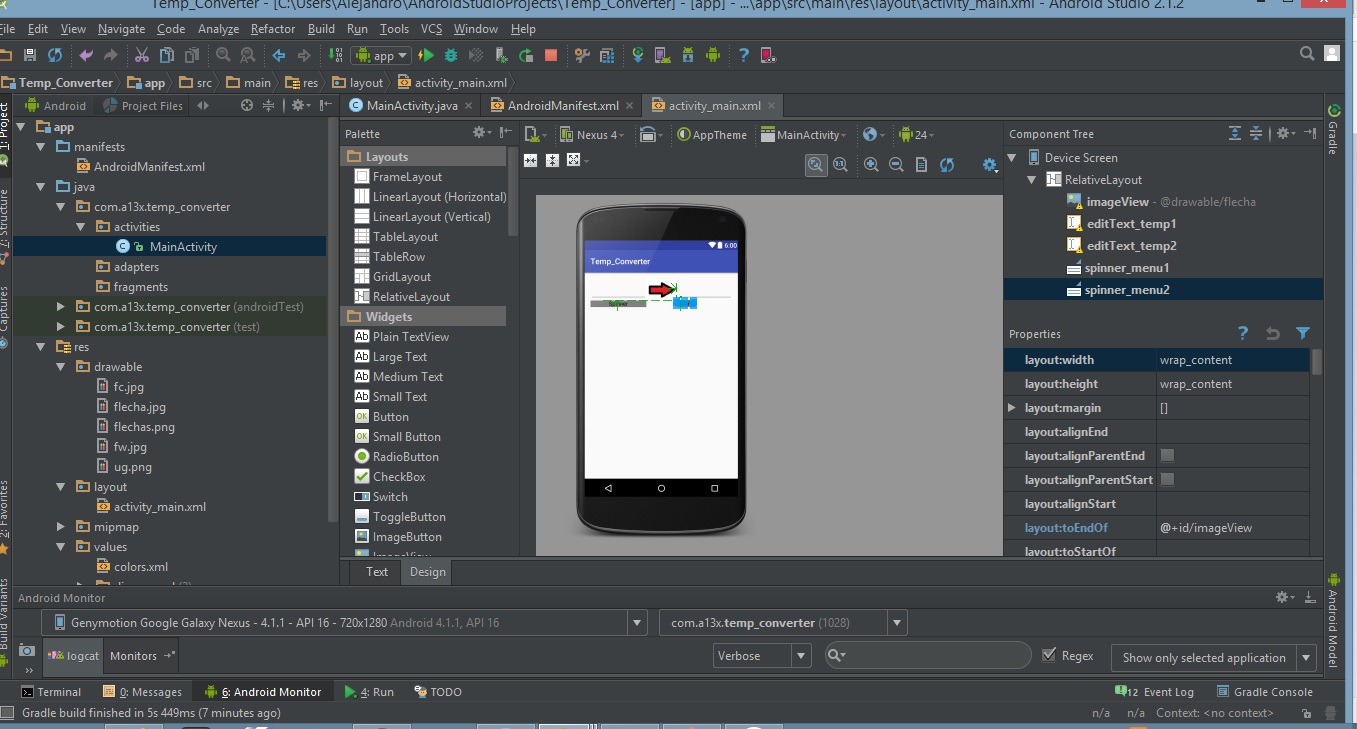 Temp_Converter - [C:\Users\Alejandro\AndroidStudioProjects\Temp_Converter] - [app] - ...\app\src\main\res\layout\activity_main.xml - Android Studio 2.1.2
File Edit View Navigate Code Analyze Refactor Build Run Tools VCS Window Help
app
Temp_Converter app src main res layout activity_main.xml
Android Project Files
MainActivity.java AndroidManifest.xml activity_main.xml
1: Project
7: Structure
Captures
2: Favorites
Build Variants
app
manifests
AndroidManifest.xml
java
com.a13x.temp_converter
activities
MainActivity
adapters
fragments
com.a13x.temp_converter (androidTest)
com.a13x.temp_converter (test)
res
drawable
fc.jpg
flecha.jpg
flechas.png
fw.jpg
ug.png
layout
activity_main.xml
mipmap
values
colors.xml
Palette
Layouts
FrameLayout
LinearLayout (Horizontal)
LinearLayout (Vertical)
TableLayout
TableRow
GridLayout
RelativeLayout
Widgets
Plain TextView
Large Text
Medium Text
Small Text
Button
Small Button
RadioButton
CheckBox
Switch
ToggleButton
ImageButton
ImageView
Text Design
Nexus 4 AppTheme MainActivity 24
6:00
Temp_Converter
Component Tree
Device Screen
RelativeLayout
imageView - @drawable/flecha
editText_temp1
editText_temp2
spinner_menu1
spinner_menu2
Properties
layout:width wrap_content
layout:height wrap_content
layout:margin []
layout:alignEnd
layout:alignParentEnd
layout:alignParentStart
layout:alignStart
layout:toEndOf @+id/imageView
layout:toStartOf
Gradle
Android Model
Android Monitor
Genymotion Google Galaxy Nexus - 4.1.1 - API 16 - 720x1280 Android 4.1.1, API 16
com.a13x.temp_converter (1028)
logcat Monitors
Verbose
Regex
Show only selected application
Terminal 0: Messages 6: Android Monitor 4: Run TODO
12 Event Log Gradle Console
Gradle build finished in 5s 449ms (7 minutes ago)
n/a n/a Context: <no context>